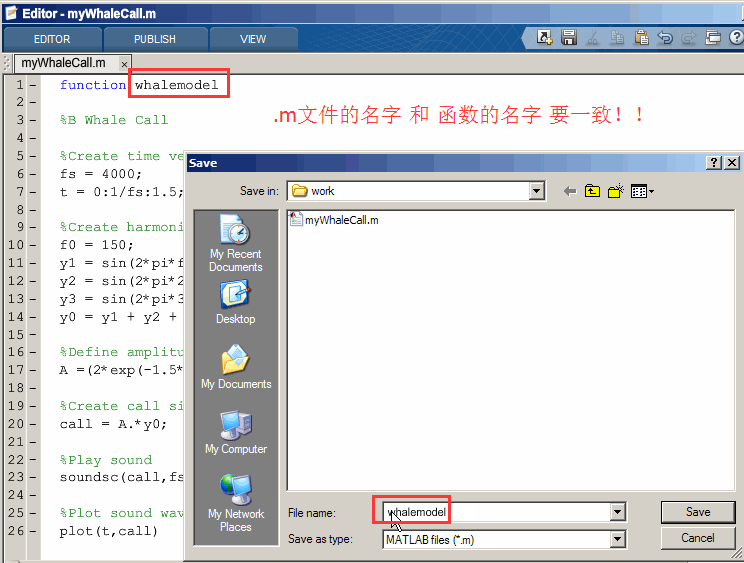 Editor - myWhaleCall.m
EDITOR PUBLISH VIEW
myWhaleCall.m ×
1 – function whalemodel
2 –
3 – %B Whale Call
4 –
5 – %Create time ve
6 – fs = 4000;
7 – t = 0:1/fs:1.5;
8 –
9 – %Create harmoni
10 – f0 = 150;
11 – y1 = sin(2*pi*f
12 – y2 = sin(2*pi*2
13 – y3 = sin(2*pi*3
14 – y0 = y1 + y2 +
15 –
16 – %Define amplitu
17 – A =(2*exp(-1.5*
18 –
19 – %Create call si
20 – call = A.*y0;
21 –
22 – %Play sound
23 – soundsc(call,fs
24 –
25 – %Plot sound wav
26 – plot(t,call)
.m文件的名字 和 函数的名字 要一致！！
Save
Save in: work
myWhaleCall.m
My Recent
Documents
Desktop
My Documents
My Computer
My Network
Places
File name: whalemodel Save
Save as type: MATLAB files (*.m) Cancel